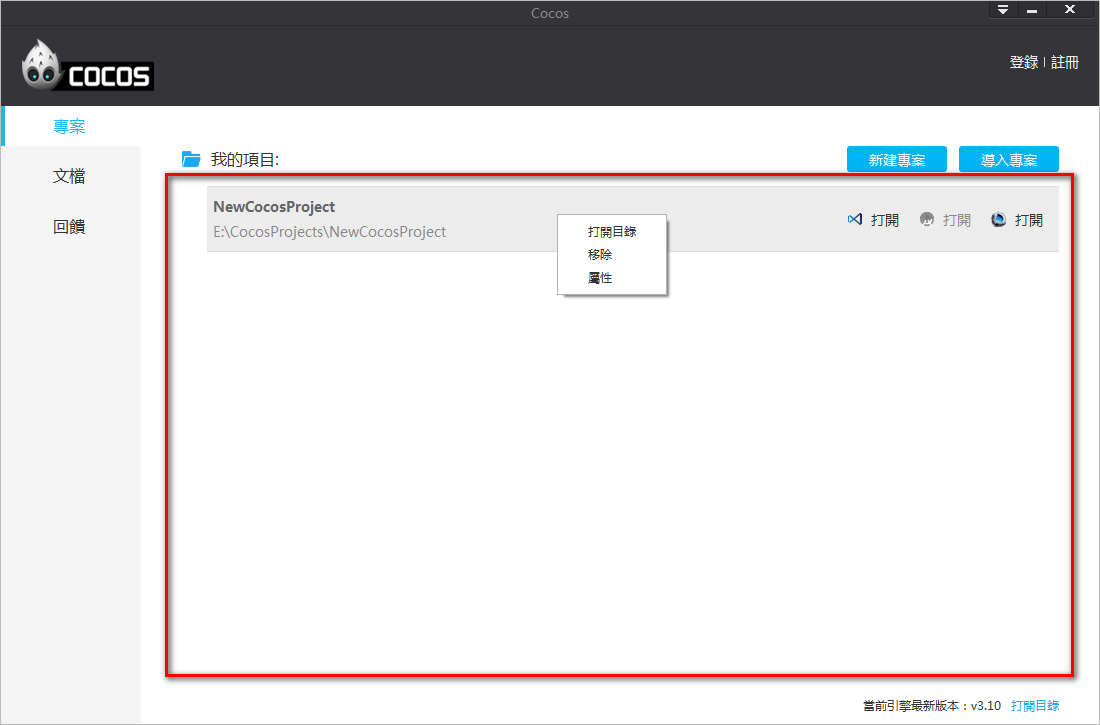 Cocos
COCOS
登錄 | 註冊
專案
文檔
回饋
我的項目:
新建專案
導入專案
NewCocosProject
E:\CocosProjects\NewCocosProject
打開
打開
打開
打開目錄
移除
屬性
當前引擎最新版本：v3.10 打開目錄